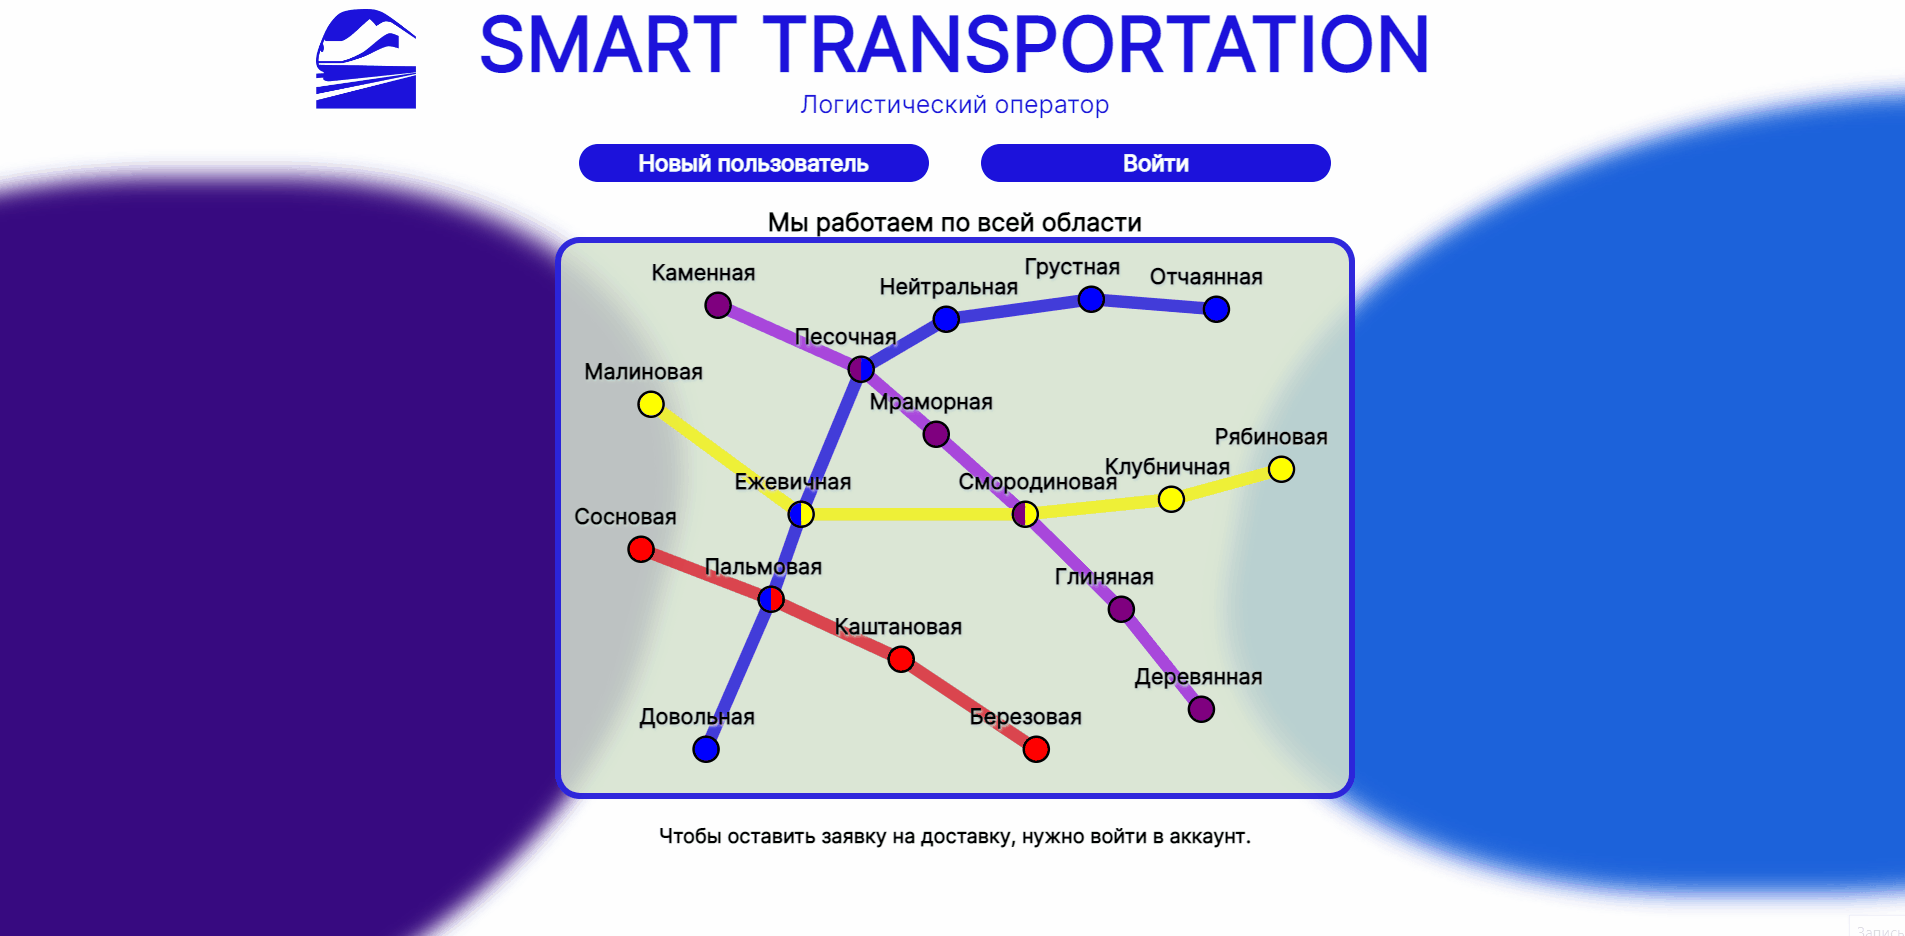 SMART TRANSPORTATION
Логистический оператор
Новый пользователь
Войти
Мы работаем по всей области
Каменная
Нейтральная
Грустная
Отчаянная
Песочная
Малиновая
Мраморная
Рябиновая
Ежевичная
Смородиновая
Клубничная
Сосновая
Пальмовая
Глиняная
Каштановая
Деревянная
Довольная
Березовая
Чтобы оставить заявку на доставку, нужно войти в аккаунт.
Запись